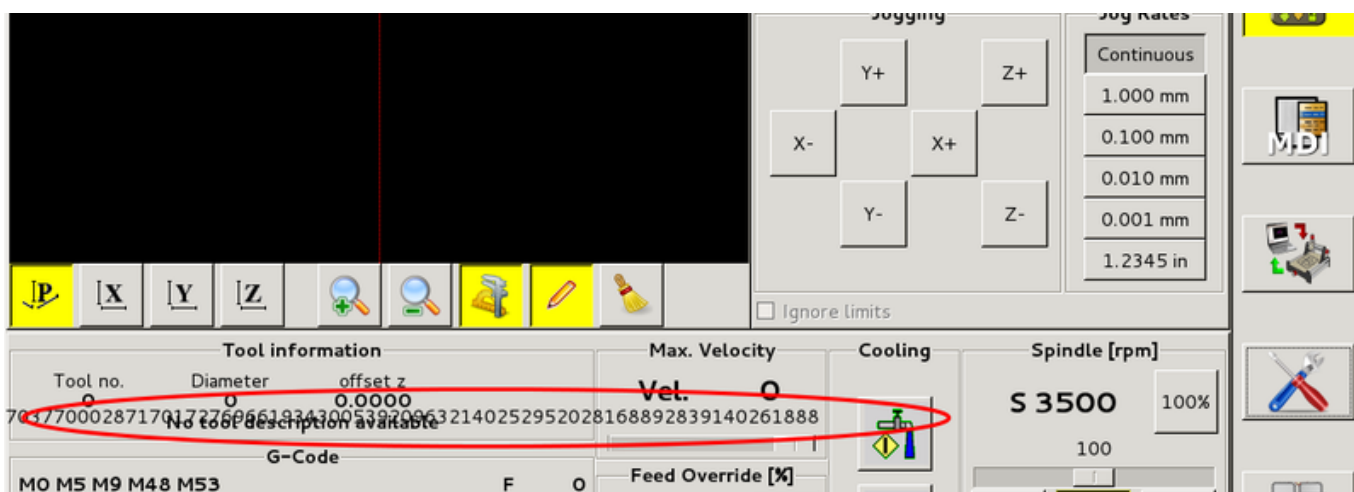 Jogging
Jog Rates
Y+
Z+
Continuous
1.000 mm
X-
X+
0.100 mm
MDI
0.010 mm
Y-
Z-
0.001 mm
1.2345 in
P
X
Y
Z
Ignore limits
Tool information
Tool no.
Diameter
offset z
0
0
0.0000
No tool description available
Max. Velocity
Vel. 0
Cooling
Spindle [rpm]
S 3500
100%
100
G-Code
M0 M5 M9 M48 M53
F 0
Feed Override [%]